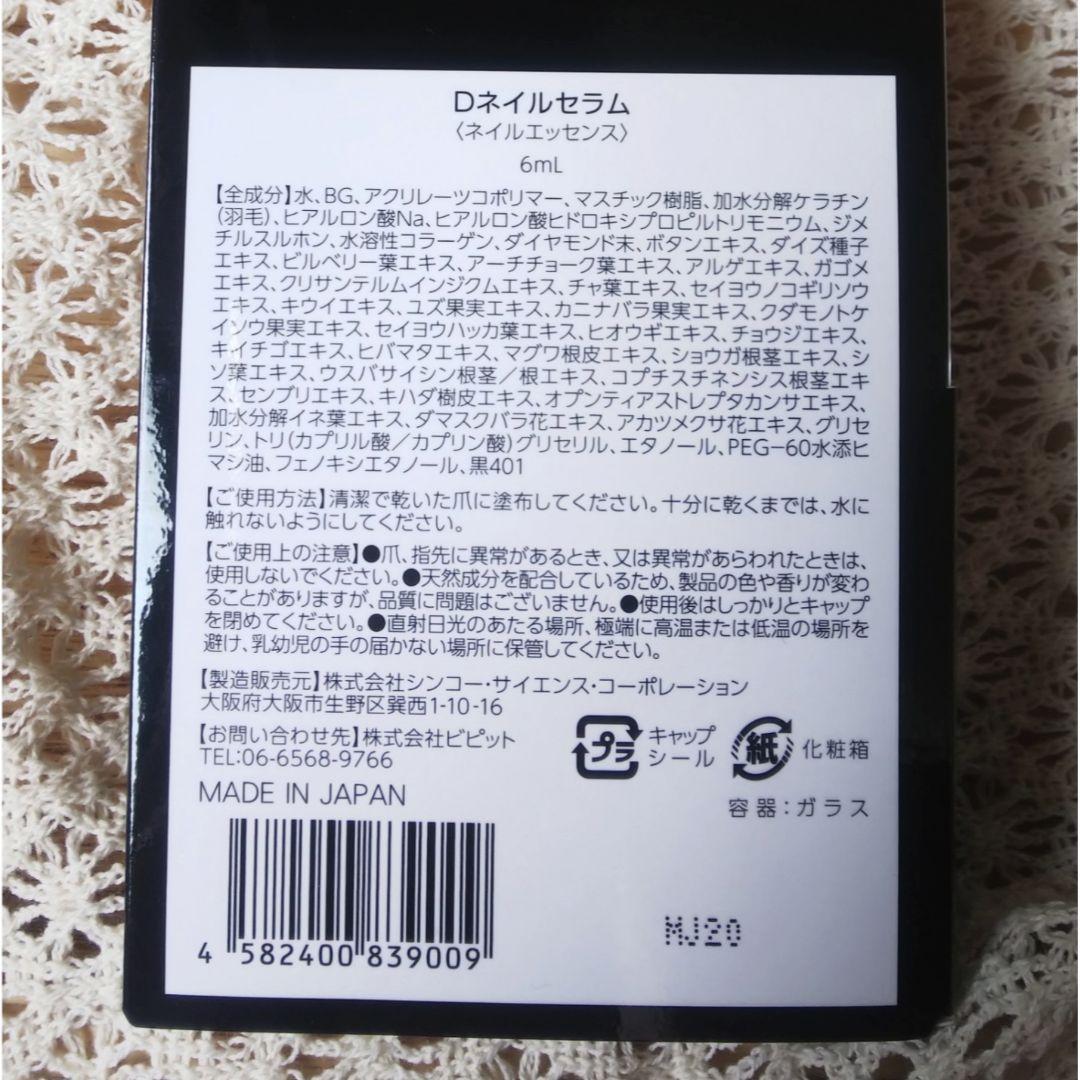 Dネイルセラム
〈ネイルエッセンス〉
6mL
【全成分】水、BG、アクリレーツコポリマー、マスチック樹脂、加水分解ケラチン
(羽毛)、ヒアルロン酸Na、ヒアルロン酸ヒドロキシプロピルトリモニウム、ジメ
チルスルホン、水溶性コラーゲン、ダイヤモンド末、ボタンエキス、ダイズ種子
エキス、ビルベリー葉エキス、アーチチョーク葉エキス、アルゲエキス、ガゴメ
エキス、クリサンテルムインジクムエキス、チャ葉エキス、セイヨウノコギリソウ
エキス、キウイエキス、ユズ果実エキス、カニナバラ果実エキス、クダモノトケ
イソウ果実エキス、セイヨウハッカ葉エキス、ヒオウギエキス、チョウジエキス、
キイチゴエキス、ヒバマタエキス、マグワ根皮エキス、ショウガ根茎エキス、シ
ソ葉エキス、ウスバサイシン根茎/根エキス、コプチスチネンシス根茎エキ
ス、センブリエキス、キハダ樹皮エキス、オプンティアストレプタカンサエキス、
加水分解イネ葉エキス、ダマスクバラ花エキス、アカツメクサ花エキス、グリセ
リン、トリ(カプリル酸/カプリン酸)グリセリル、エタノール、PEG-60水添ヒ
マシ油、フェノキシエタノール、黒401
【ご使用方法】清潔で乾いた爪に塗布してください。十分に乾くまでは、水に
触れないようにしてください。
【ご使用上の注意】●爪、指先に異常があるとき、又は異常があらわれたときは、
使用しないでください。●天然成分を配合しているため、製品の色や香りが変わ
ることがありますが、品質に問題はございません。●使用後はしっかりとキャップ
を閉めてください。●直射日光のあたる場所、極端に高温または低温の場所を
避け、乳幼児の手の届かない場所に保管してください。
【製造販売元】株式会社シンコー・サイエンス・コーポレーション
大阪府大阪市生野区巽西1-10-16
【お問い合わせ先】株式会社ビピット
TEL:06-6568-9766
MADE IN JAPAN
プラ
キャップ
シール
紙
化粧箱
容器:ガラス
4 582400 839009
MJ20